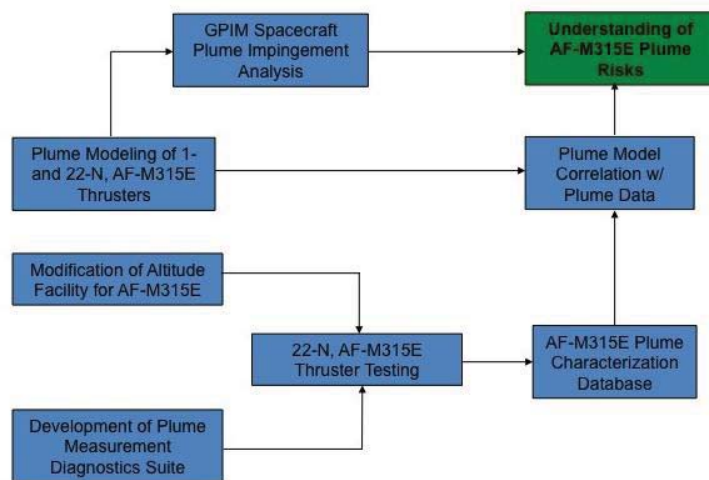 GPIM Spacecraft
Plume Impingement
Analysis
Understanding of
AF-M315E Plume
Risks
Plume Modeling of 1-
and 22-N, AF-M315E
Thrusters
Plume Model
Correlation w/
Plume Data
Modification of Altitude
Facility for AF-M315E
22-N, AF-M315E
Thruster Testing
AF-M315E Plume
Characterization
Database
Development of Plume
Measurement
Diagnostics Suite